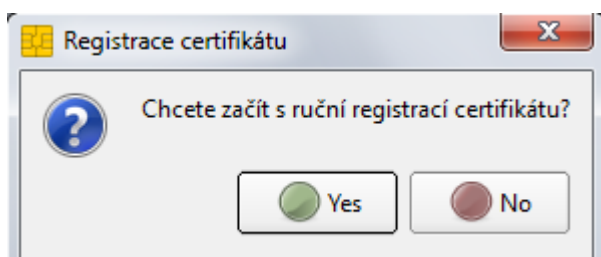 Registrace certifikátu
Chcete začít s ruční registrací certifikátu?
Yes
No